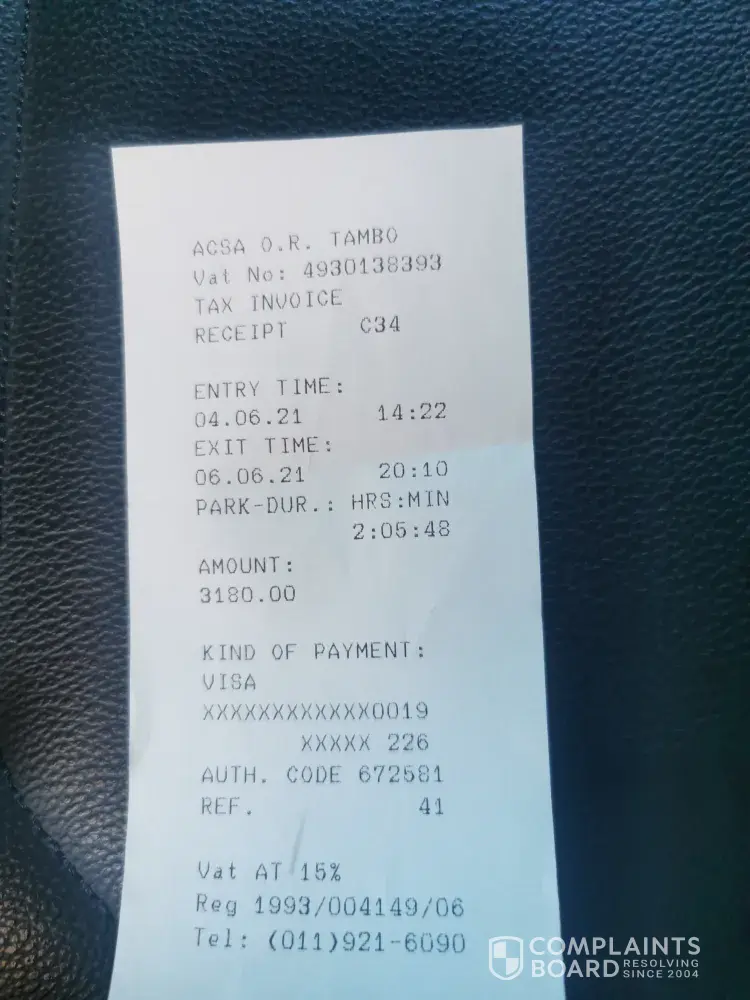 ACSA O.R. TAMBO
Vat No: 4930138393
TAX INVOICE
RECEIPT C34
ENTRY TIME:
04.06.21 14:22
EXIT TIME:
06.06.21 20:10
PARK-DUR.: HRS:MIN
2:05:48
AMOUNT:
3180.00
KIND OF PAYMENT:
VISA
XXXXXXXXXXXX0019
XXXXX 226
AUTH. CODE 672581
REF. 41
Vat AT 15%
Reg 1993/004149/06
Tel: (011)921-6090
COMPLAINTS
BOARD RESOLVING
SINCE 2004